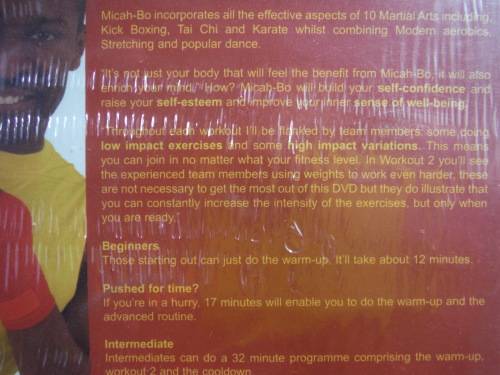 Micah-Bo incorporates all the effective aspects of 10 Martial Arts including
Kick Boxing, Tai Chi and Karate whilst combining Modern aerobics,
Stretching and popular dance.
"It's not just your body that will feel the benefit from Micah-Bo, it will also
enrich your mind." How? Micah-Bo will build your self-confidence and
raise your self-esteem and improve your inner sense of well-being.
"Throughout each workout I'll be flanked by team members, some doing
low impact exercises and some high impact variations. This means
you can join in no matter what your fitness level. In Workout 2 you'll see
the experienced team members using weights to work even harder, these
are not necessary to get the most out of this DVD but they do illustrate that
you can constantly increase the intensity of the exercises, but only when
you are ready."
Beginners
Those starting out can just do the warm-up. It'll take about 12 minutes.
Pushed for time?
If you're in a hurry, 17 minutes will enable you to do the warm-up and the
advanced routine.
Intermediate
Intermediates can do a 32 minute programme comprising the warm-up,
workout 2 and the cooldown